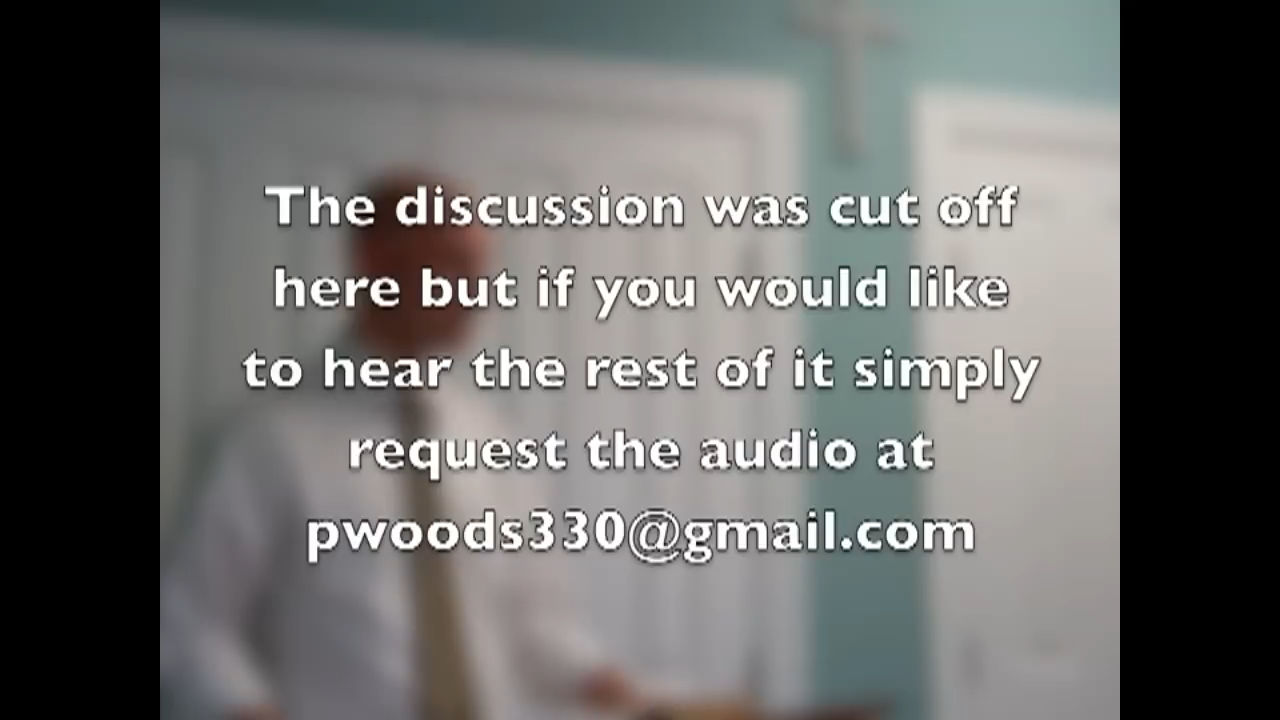 The discussion was cut off
here but if you would like
to hear the rest of it simply
request the audio at
pwoods330@gmail.com